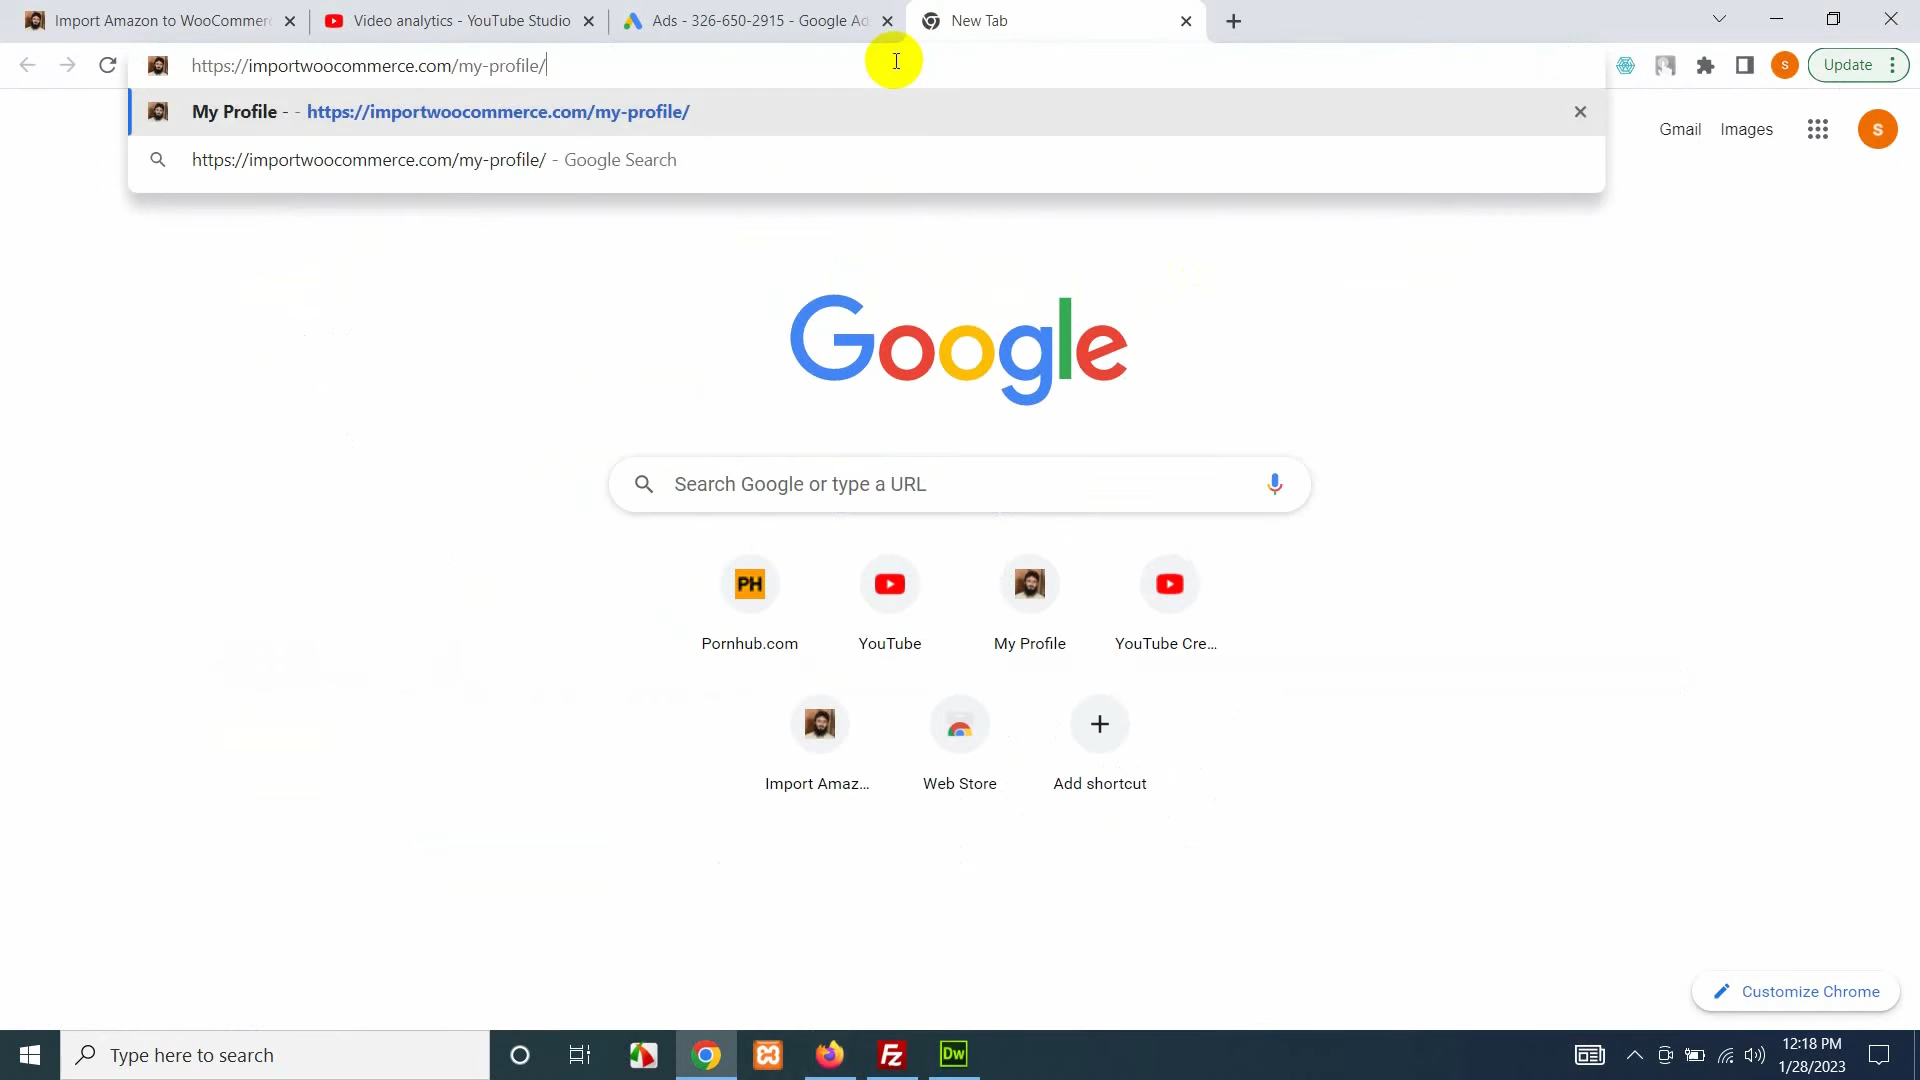 Import Amazon to WooCommerc
Video analytics - YouTube Studio
Ads - 326-650-2915 - Google Ad
New Tab
https://importwoocommerce.com/my-profile/
Update
My Profile - - https://importwoocommerce.com/my-profile/
https://importwoocommerce.com/my-profile/ - Google Search
Gmail
Images
S
S
Google
Search Google or type a URL
PH
Pornhub.com
YouTube
My Profile
YouTube Cre...
Import Amaz...
Web Store
Add shortcut
Customize Chrome
Type here to search
Fz
Dw
12:18 PM
1/28/2023